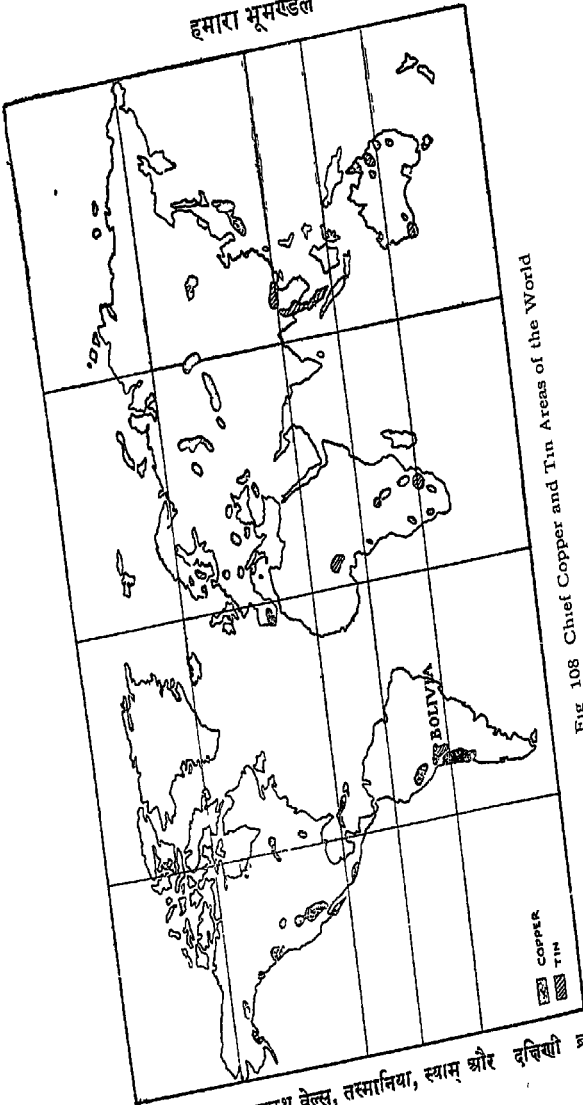 हमारा भूमण्डल
BOLIVIA
COPPER
TIN
Fig 108 Chief Copper and Tin Areas of the World
वेल्स, तस्मानिया, स्याम् और दक्षिणी